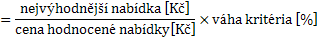 = nejvýhodnější nabídka [Kč] / cena hodnocené nabídky[Kč] × váha kritéria [%]